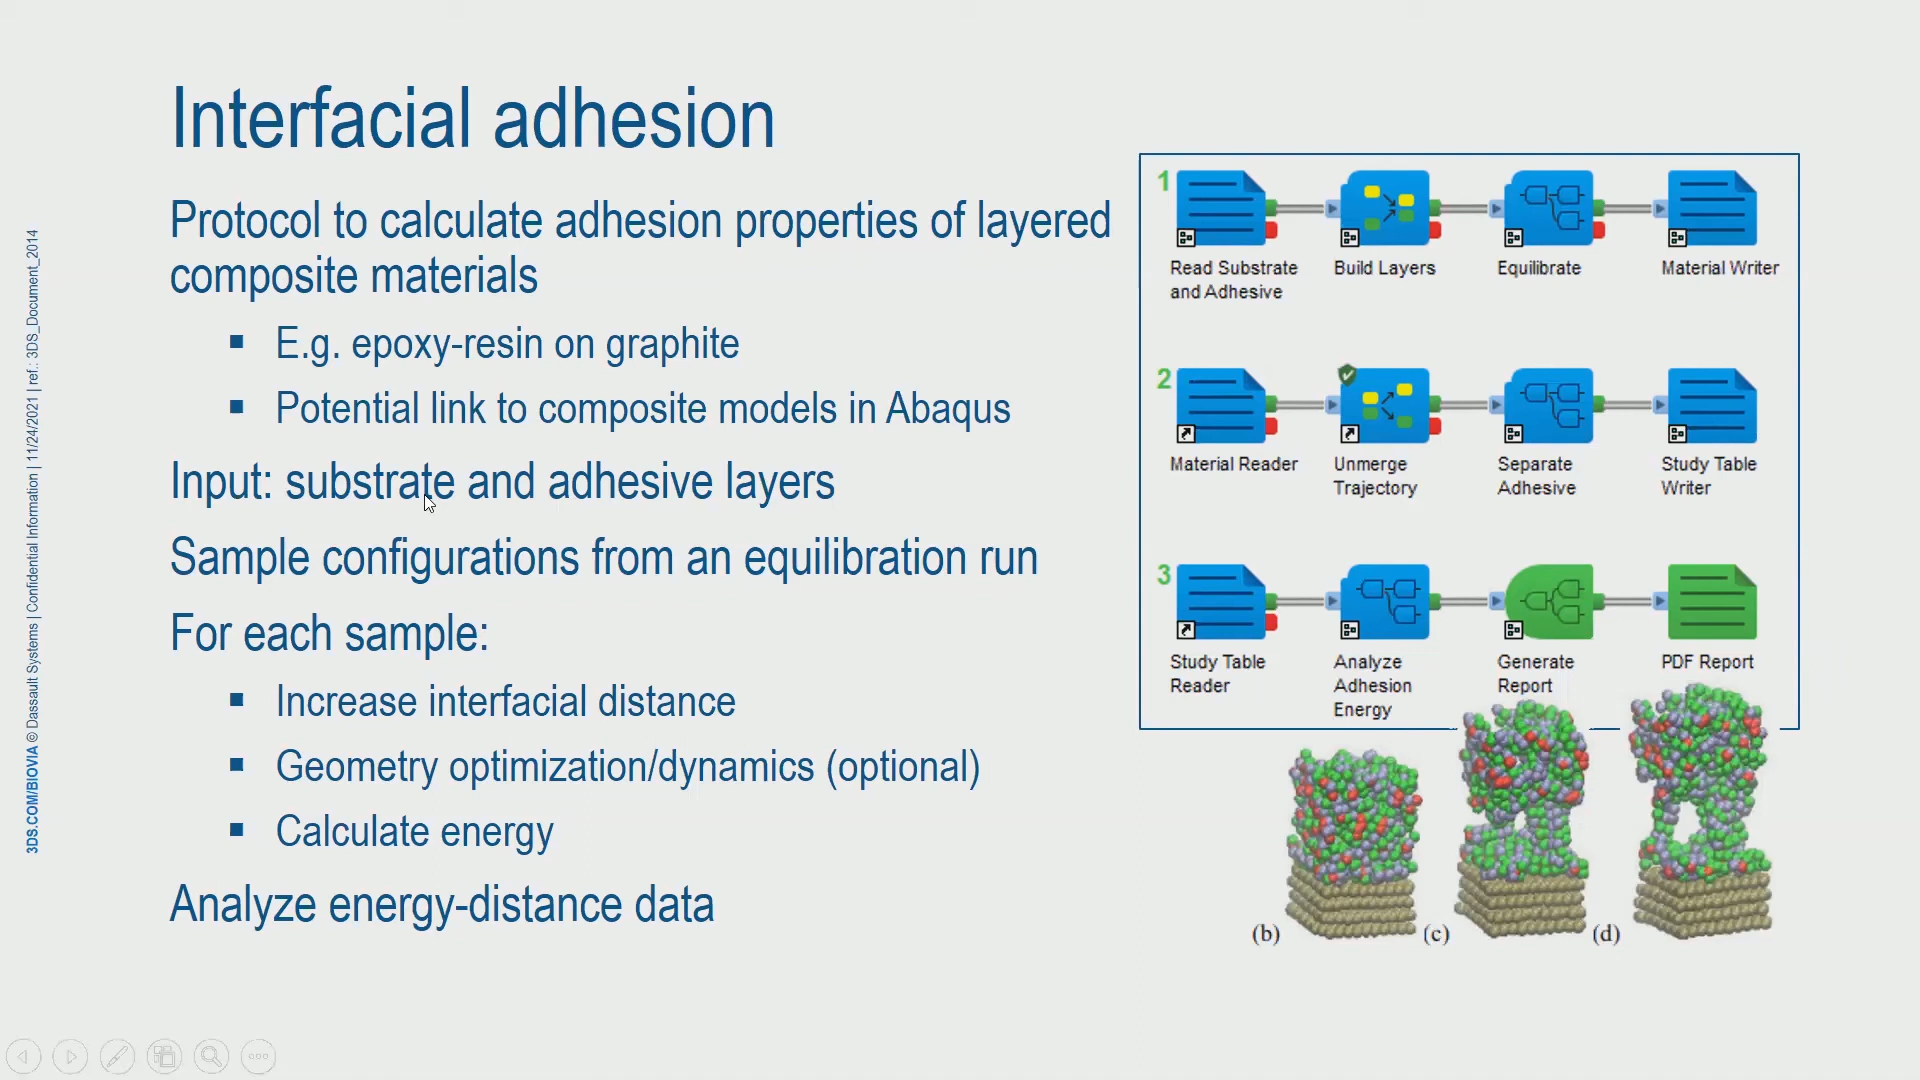 Interfacial adhesion
Protocol to calculate adhesion properties of layered
composite materials
E.g. epoxy-resin on graphite
Potential link to composite models in Abaqus
Input: substrate and adhesive layers
Sample configurations from an equilibration run
For each sample:
Increase interfacial distance
Geometry optimization/dynamics (optional)
Calculate energy
Analyze energy-distance data
1
Read Substrate
and Adhesive
Build Layers
Equilibrate
Material Writer
2
Material Reader
Unmerge
Trajectory
Separate
Adhesive
Study Table
Writer
3
Study Table
Reader
Analyze
Adhesion
Energy
Generate
Report
PDF Report
(b)
(c)
(d)
3DS.COM/BIOVIA © Dassault Systems | Confidential Information | 11/24/2021 | ref.: 3DS_Document_2014